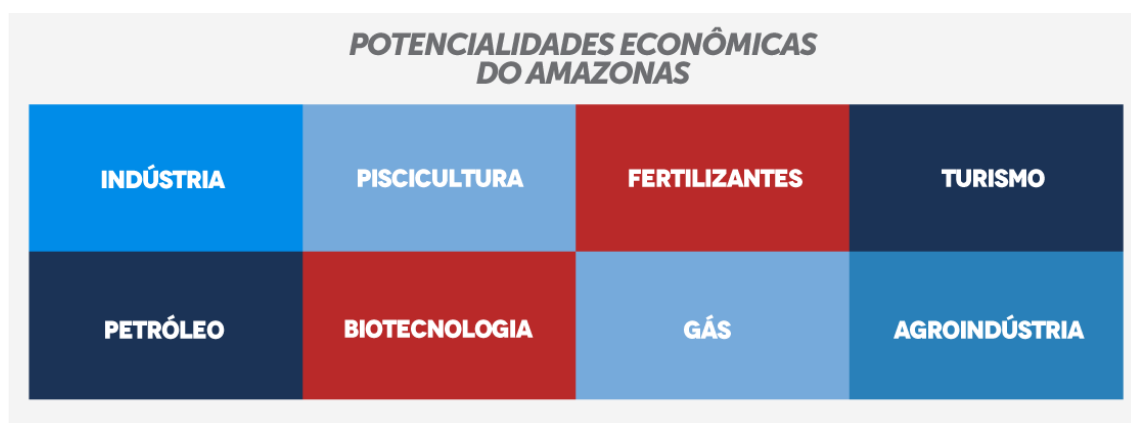 POTENCIALIDADES ECONÔMICAS
DO AMAZONAS
INDÚSTRIA
PISCICULTURA
FERTILIZANTES
TURISMO
PETRÓLEO
BIOTECNOLOGIA
GÁS
AGROINDÚSTRIA